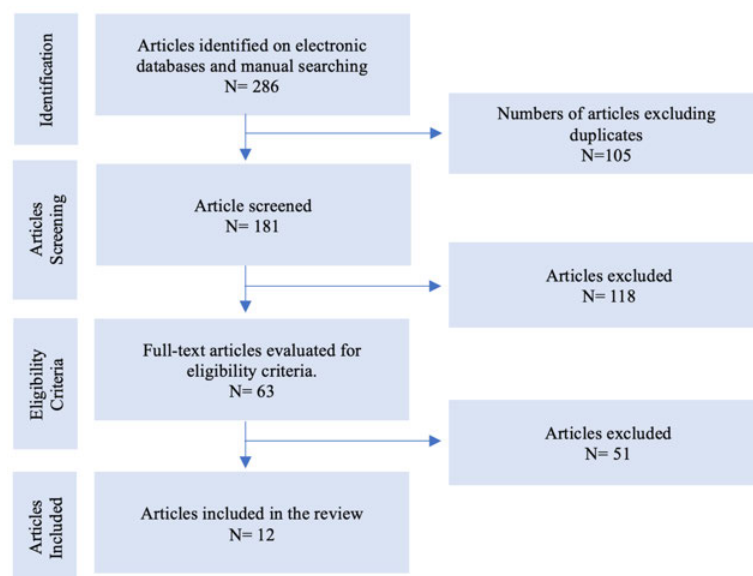 Identification
Articles identified on electronic
databases and manual searching
N= 286
Numbers of articles excluding
duplicates
N=105
Articles
Screening
Article screened
N= 181
Articles excluded
N= 118
Eligibility
Criteria
Full-text articles evaluated for
eligibility criteria.
N= 63
Articles excluded
N= 51
Articles
Included
Articles included in the review
N= 12